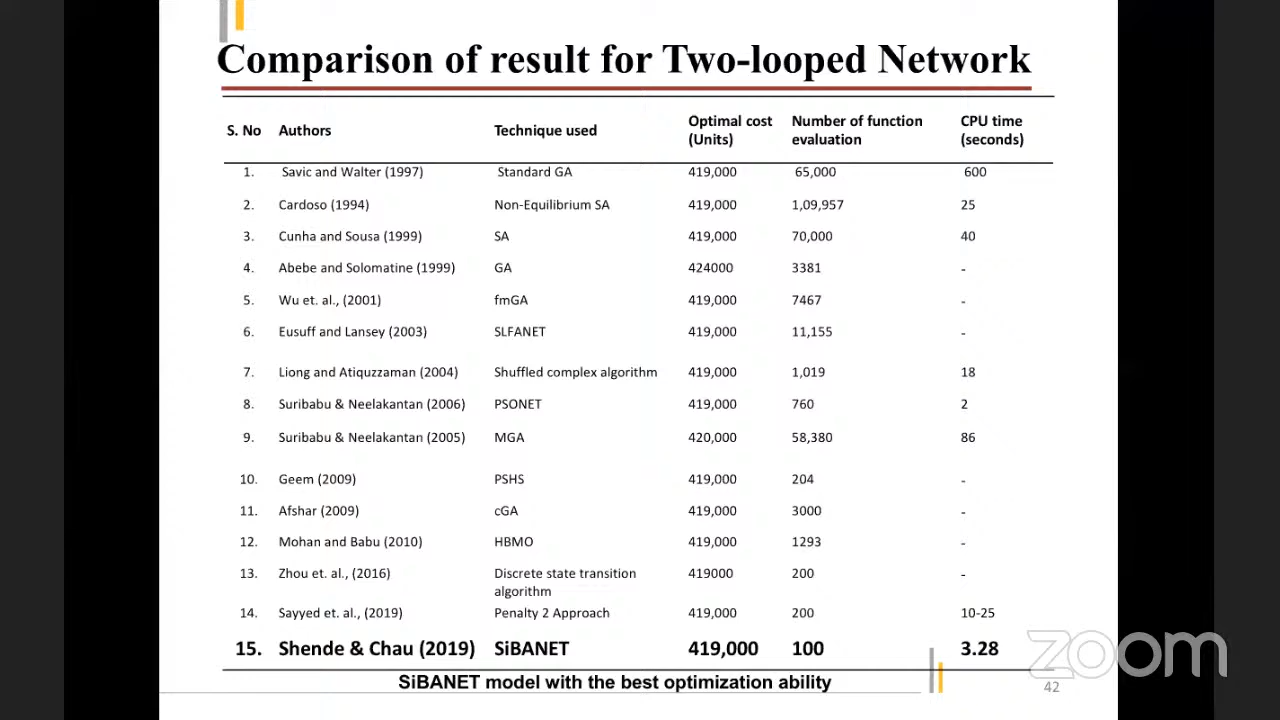 Comparison of result for Two-looped Network
S. No Authors Technique used Optimal cost (Units) Number of function evaluation CPU time (seconds)
1. Savic and Walter (1997) Standard GA 419,000 65,000 600
2. Cardoso (1994) Non-Equilibrium SA 419,000 1,09,957 25
3. Cunha and Sousa (1999) SA 419,000 70,000 40
4. Abebe and Solomatine (1999) GA 424000 3381 -
5. Wu et. al., (2001) fmGA 419,000 7467 -
6. Eusuff and Lansey (2003) SLFANET 419,000 11,155 -
7. Liong and Atiquzzaman (2004) Shuffled complex algorithm 419,000 1,019 18
8. Suribabu & Neelakantan (2006) PSONET 419,000 760 2
9. Suribabu & Neelakantan (2005) MGA 420,000 58,380 86
10. Geem (2009) PSHS 419,000 204 -
11. Afshar (2009) cGA 419,000 3000 -
12. Mohan and Babu (2010) HBMO 419,000 1293 -
13. Zhou et. al., (2016) Discrete state transition algorithm 419000 200 -
14. Sayyed et. al., (2019) Penalty 2 Approach 419,000 200 10-25
15. Shende & Chau (2019) SiBANET 419,000 100 3.28
SiBANET model with the best optimization ability
zoom
42